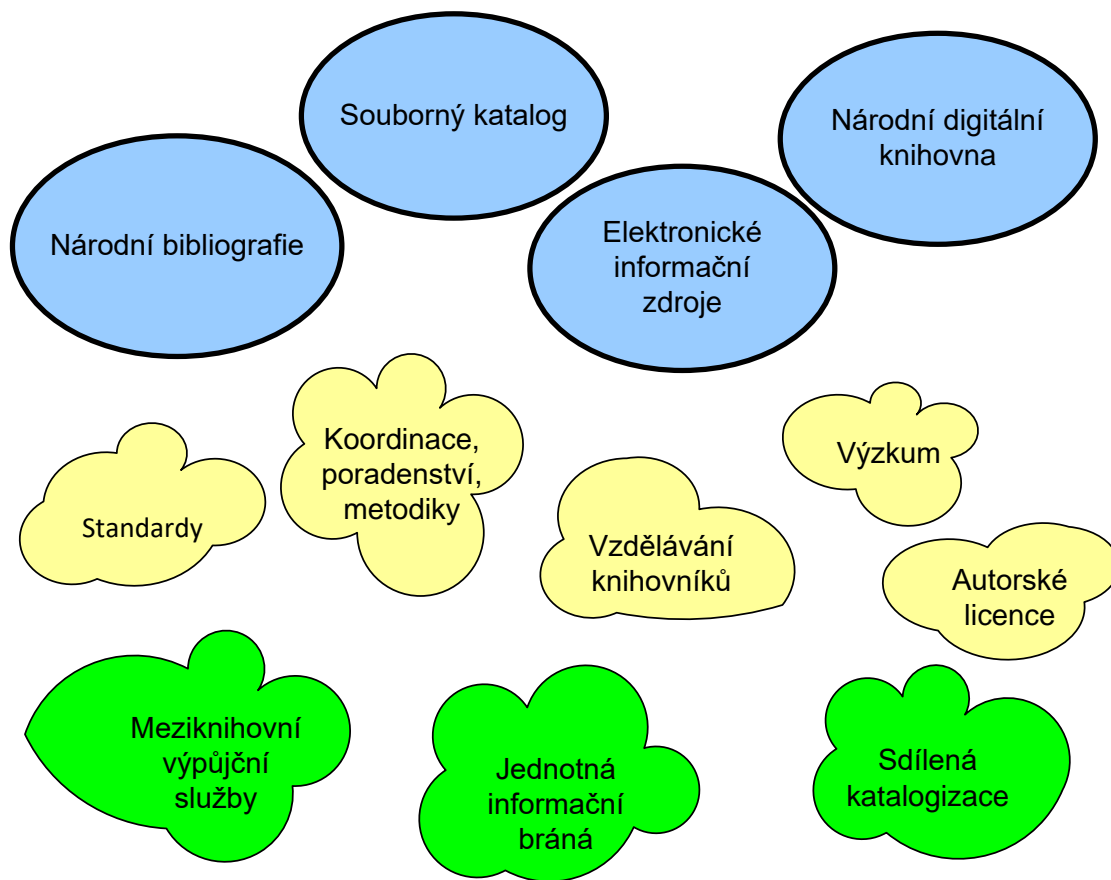 Souborný katalog
Národní digitální
knihovna
Národní bibliografie
Elektronické
informační
zdroje
Koordinace,
poradenství,
metodiky
Výzkum
Standardy
Vzdělávání
knihovníků
Autorské
licence
Meziknihovní
výpůjční
služby
Jednotná
informační
bráná
Sdílená
katalogizace